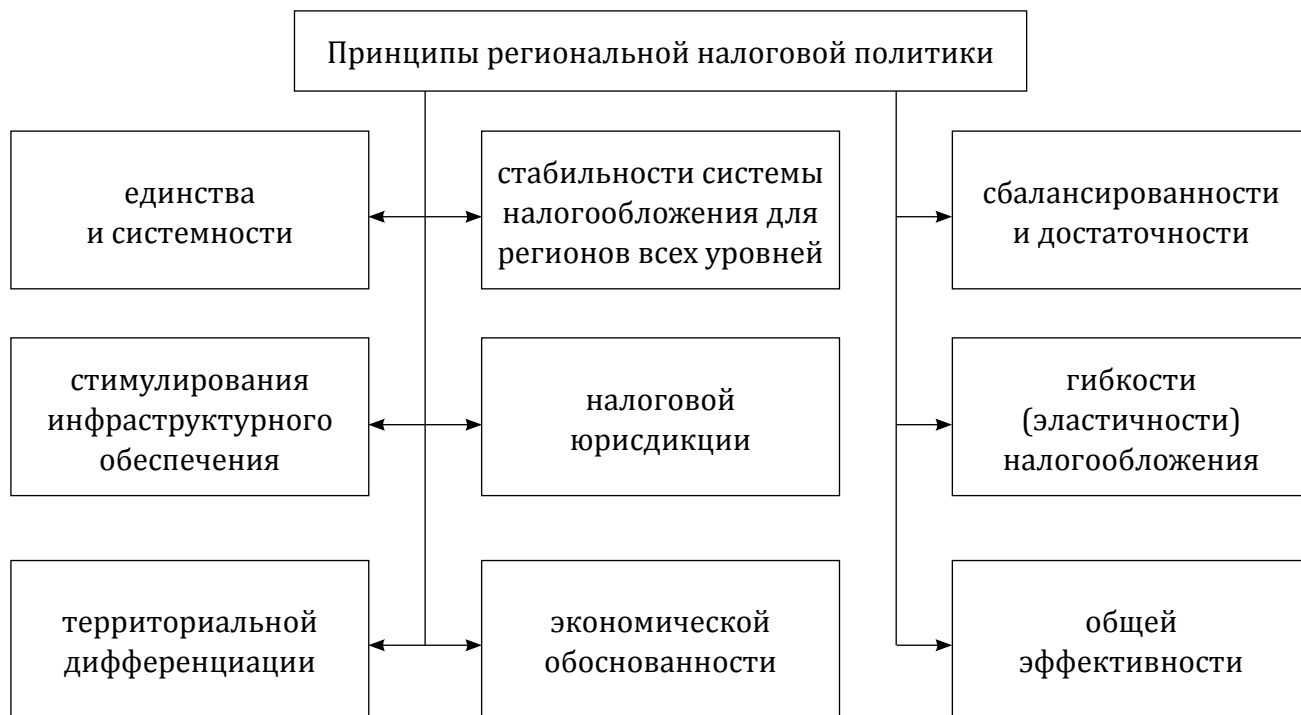 Принципы региональной налоговой политики
единства
и системности
стабильности системы
налогообложения для
регионов всех уровней
сбалансированности
и достаточности
стимулирования
инфраструктурного
обеспечения
налоговой
юрисдикции
гибкости
(эластичности)
налогообложения
территориальной
дифференциации
экономической
обоснованности
общей
эффективности